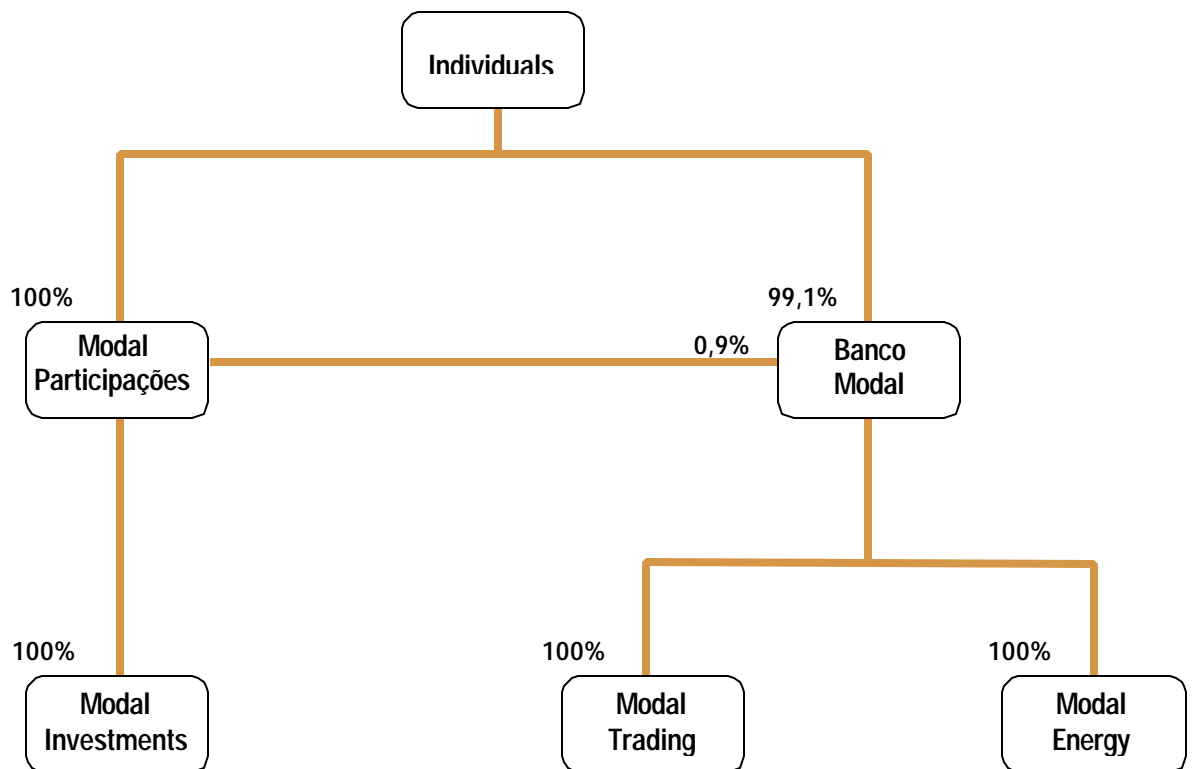 Individuals
100%
99,1%
Modal
Participações
0,9%
Banco
Modal
100%
100%
100%
Modal
Investments
Modal
Trading
Modal
Energy